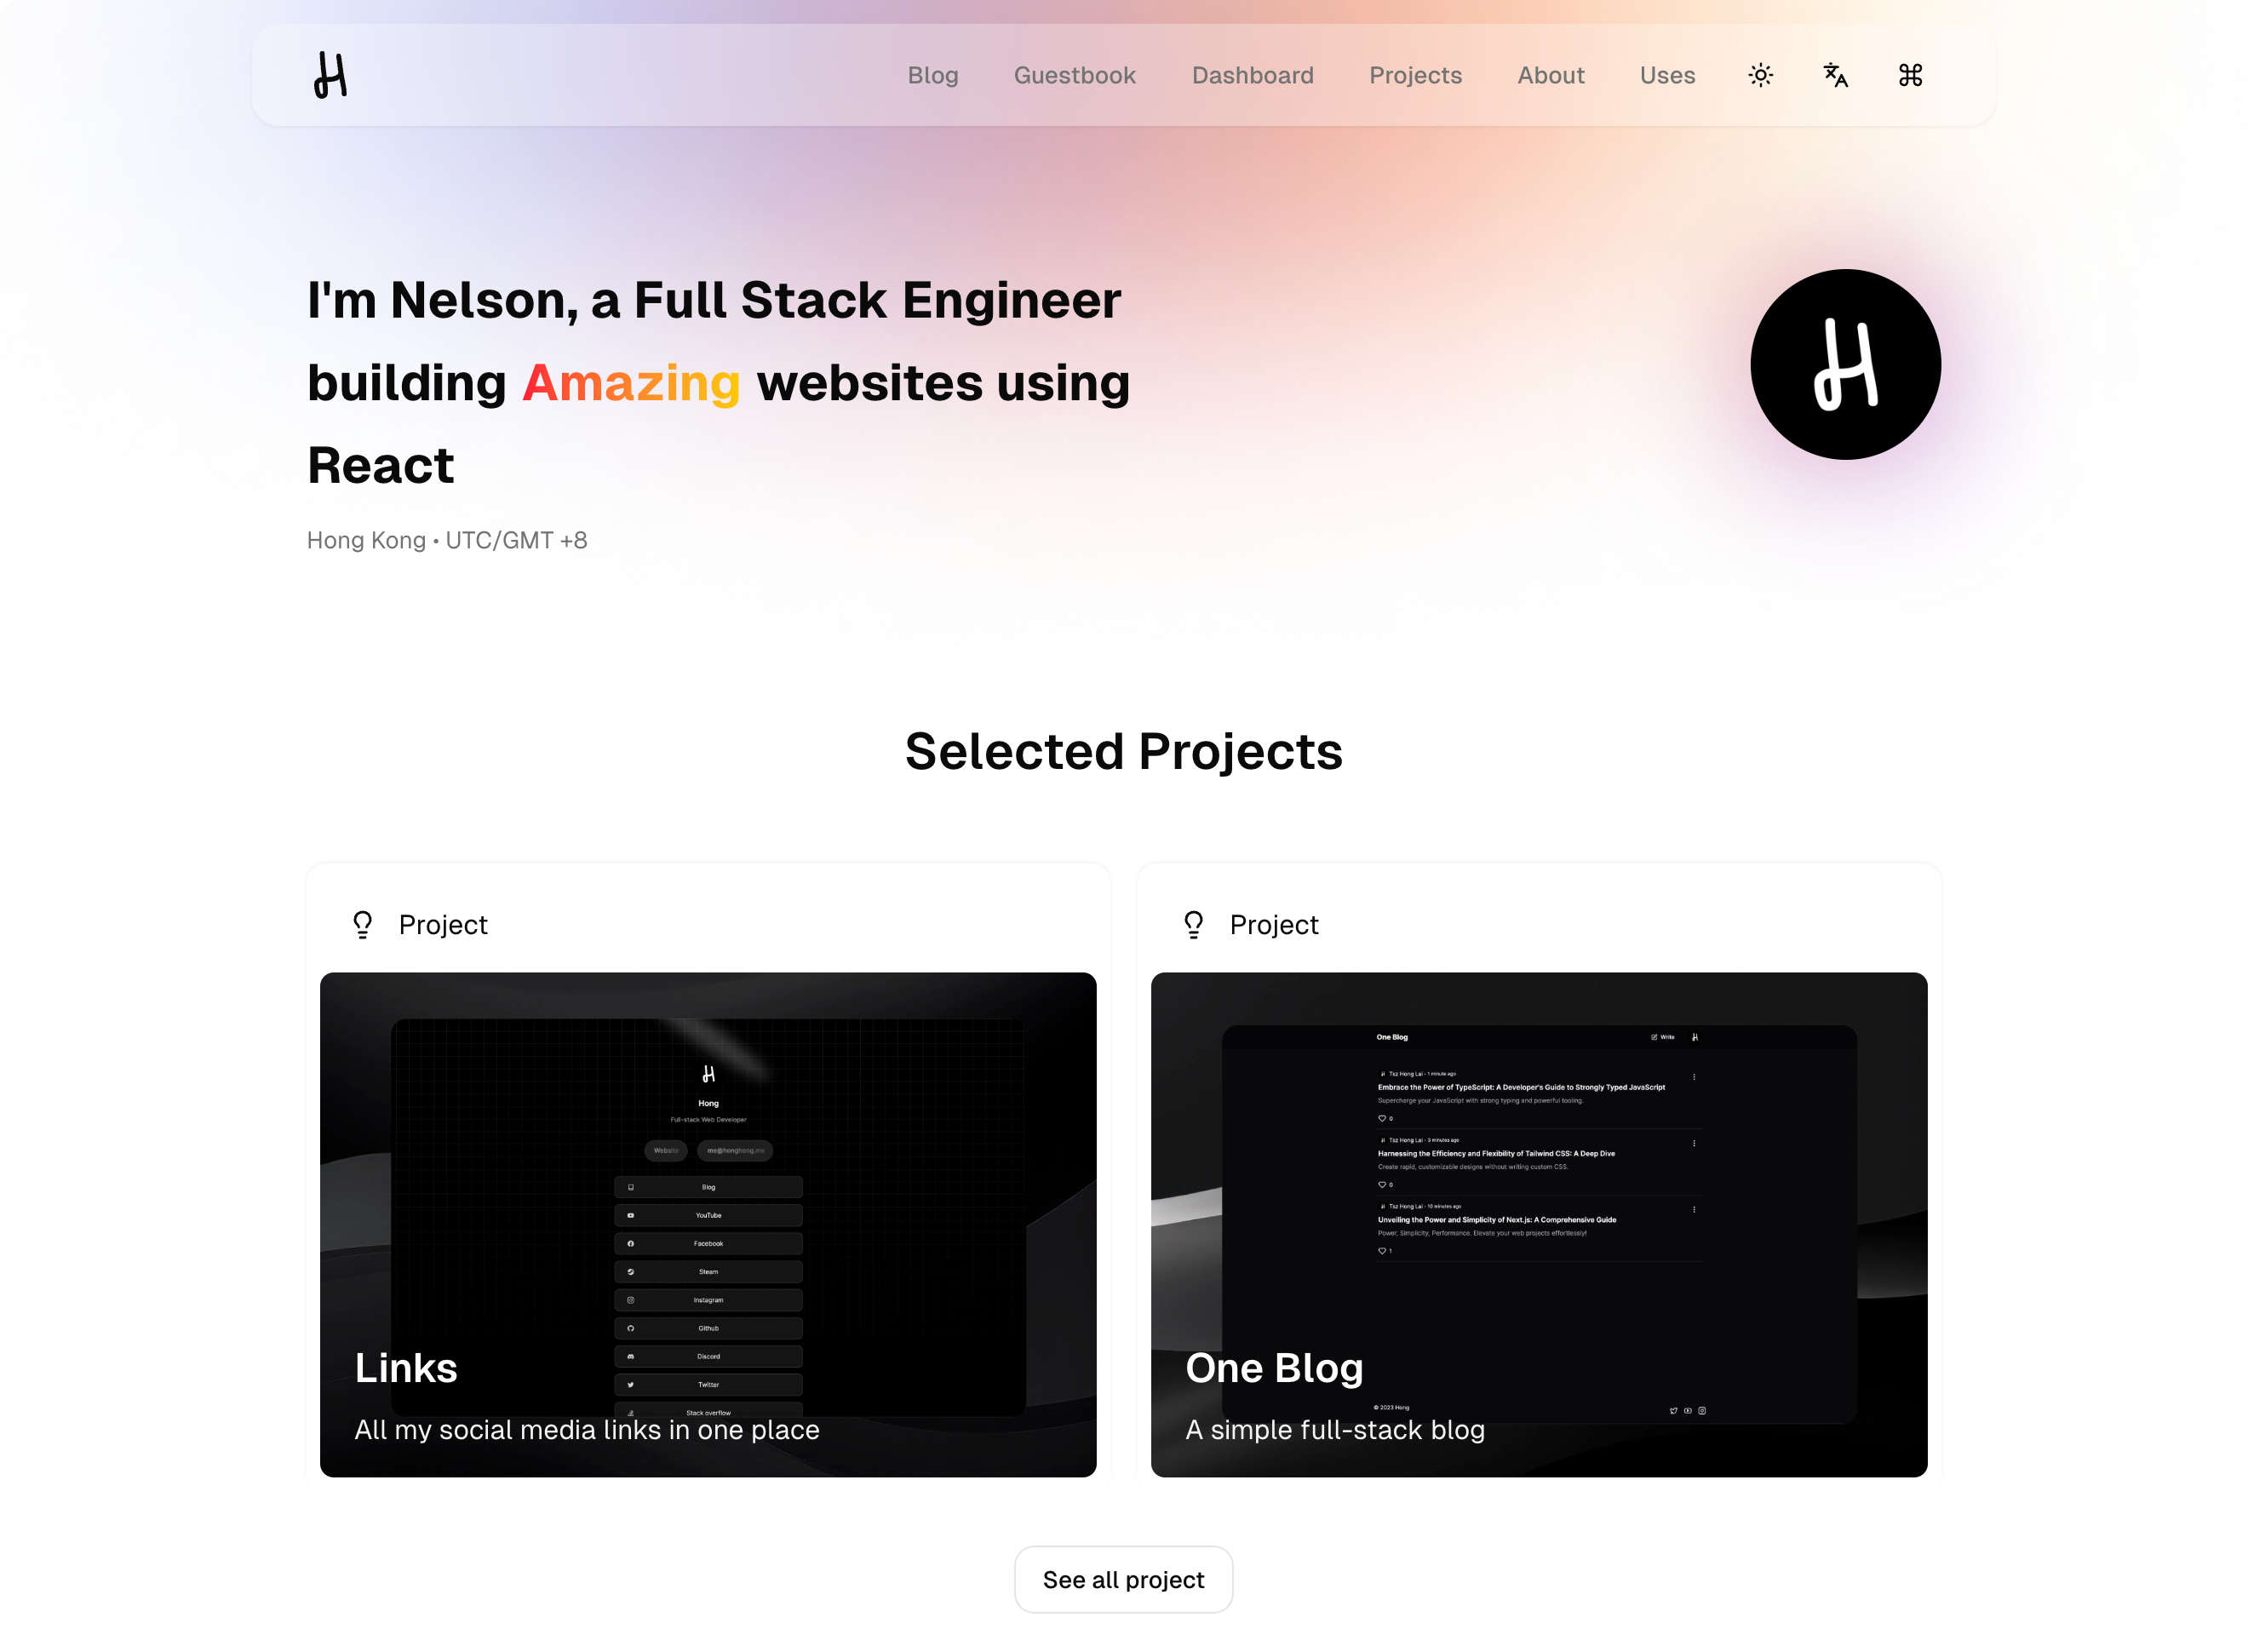 Blog Guestbook Dashboard Projects About Uses
I'm Nelson, a Full Stack Engineer
building Amazing websites using
React
Hong Kong • UTC/GMT +8
Selected Projects
Project
Hong
Full-stack Web Developer
Website me@honghong.me
Blog
YouTube
Facebook
Steam
Instagram
Github
Discord
Twitter
Stack overflow
Links
All my social media links in one place
Project
One Blog
Write
Tsz Hong Lai • 1 minute ago
Embrace the Power of TypeScript: A Developer's Guide to Strongly Typed JavaScript
Supercharge your JavaScript with strong typing and powerful tooling.
0
Tsz Hong Lai • 3 minutes ago
Harnessing the Efficiency and Flexibility of Tailwind CSS: A Deep Dive
Create rapid, customizable designs without writing custom CSS.
0
Tsz Hong Lai • 10 minutes ago
Unveiling the Power and Simplicity of Next.js: A Comprehensive Guide
Power, Simplicity, Performance. Elevate your web projects effortlessly!
1
© 2023 Hong
One Blog
A simple full-stack blog
See all project